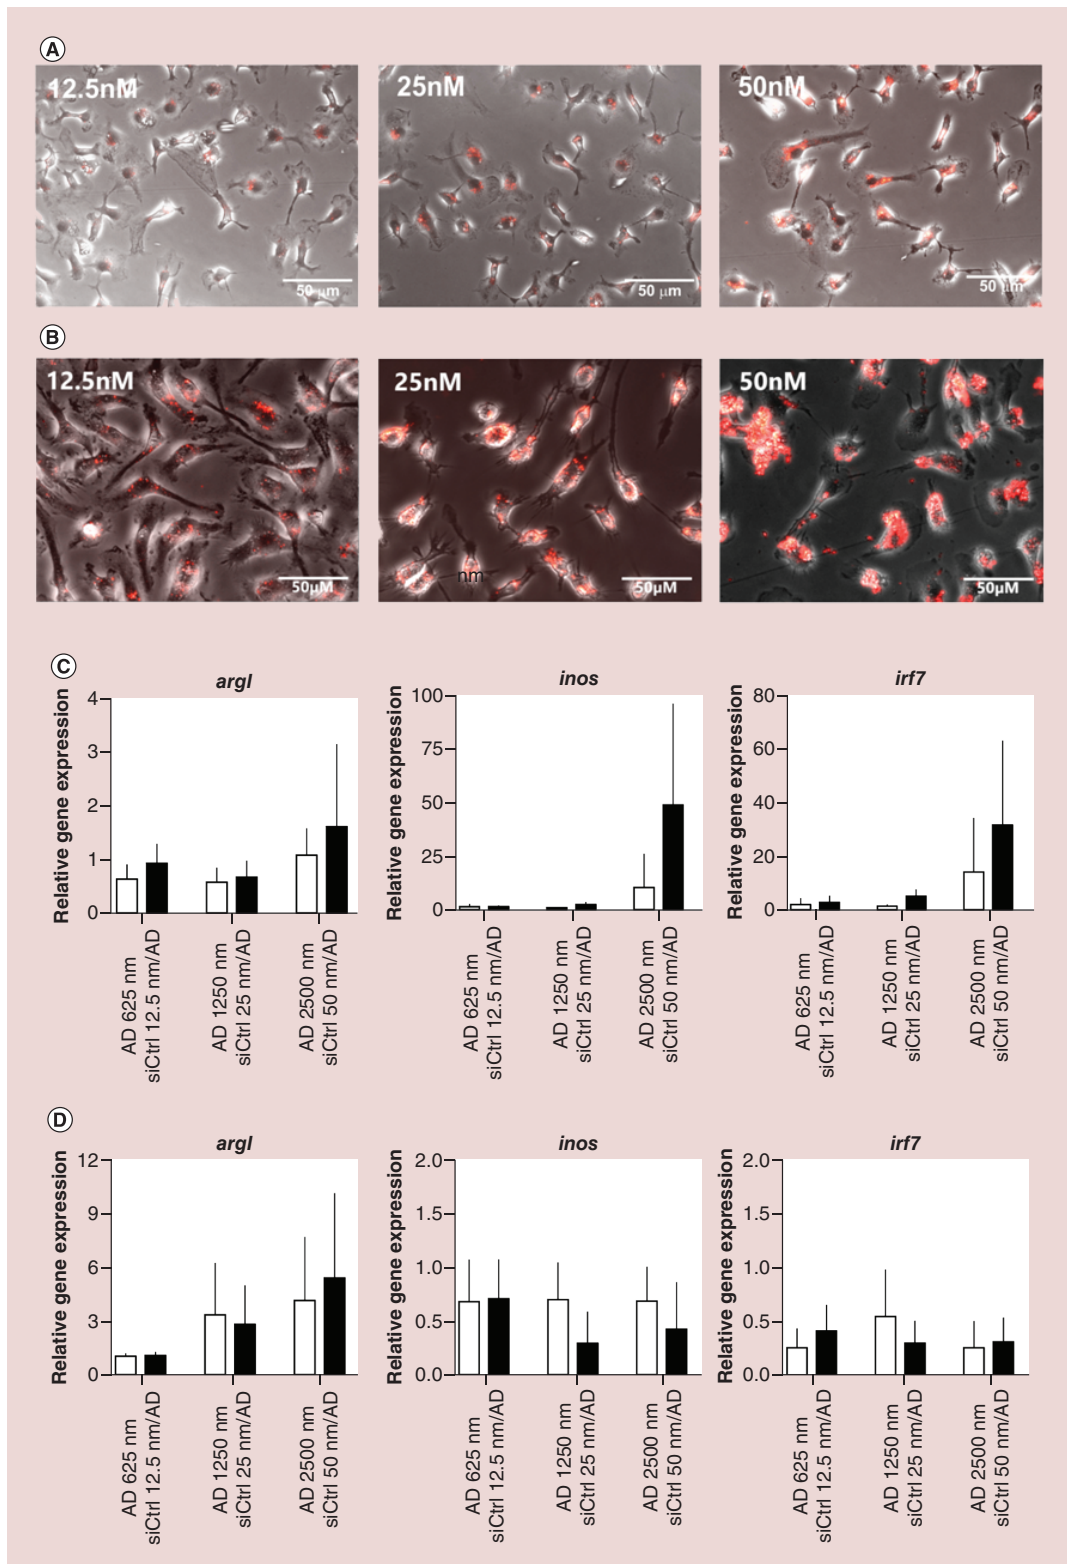 A
12.5nM
25nM
50nM
50 μm
50 μm
50 μm
B
12.5nM
25nM
50nM
nm
50μM
50μM
50μM
C
argI
inos
irf7
Relative gene expression
4
3
2
1
0
Relative gene expression
100
75
50
25
0
Relative gene expression
80
60
40
20
0
AD 625 nm
siCtrl 12.5 nm/AD
AD 1250 nm
siCtrl 25 nm/AD
AD 2500 nm
siCtrl 50 nm/AD
AD 625 nm
siCtrl 12.5 nm/AD
AD 1250 nm
siCtrl 25 nm/AD
AD 2500 nm
siCtrl 50 nm/AD
AD 625 nm
siCtrl 12.5 nm/AD
AD 1250 nm
siCtrl 25 nm/AD
AD 2500 nm
siCtrl 50 nm/AD
D
argI
inos
irf7
Relative gene expression
12
9
6
3
0
Relative gene expression
2.0
1.5
1.0
0.5
0.0
Relative gene expression
2.0
1.5
1.0
0.5
0.0
AD 625 nm
siCtrl 12.5 nm/AD
AD 1250 nm
siCtrl 25 nm/AD
AD 2500 nm
siCtrl 50 nm/AD
AD 625 nm
siCtrl 12.5 nm/AD
AD 1250 nm
siCtrl 25 nm/AD
AD 2500 nm
siCtrl 50 nm/AD
AD 625 nm
siCtrl 12.5 nm/AD
AD 1250 nm
siCtrl 25 nm/AD
AD 2500 nm
siCtrl 50 nm/AD